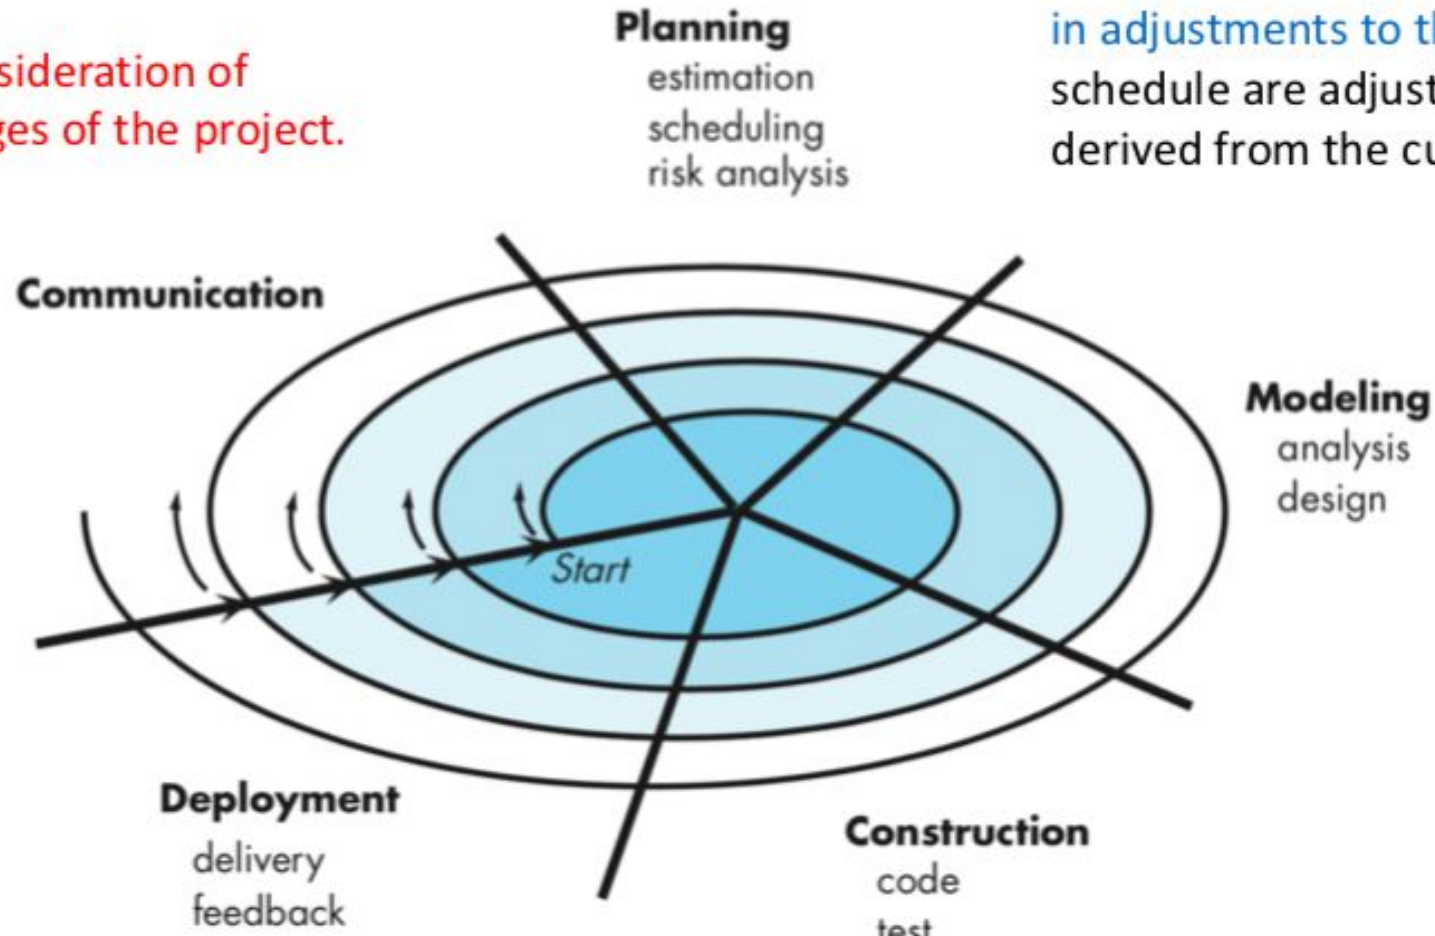 sideration of
ges of the project.
Planning
estimation
scheduling
risk analysis
in adjustments to th
schedule are adjust
derived from the cu
Communication
Modeling
analysis
design
Start
Deployment
delivery
feedback
Construction
code
test